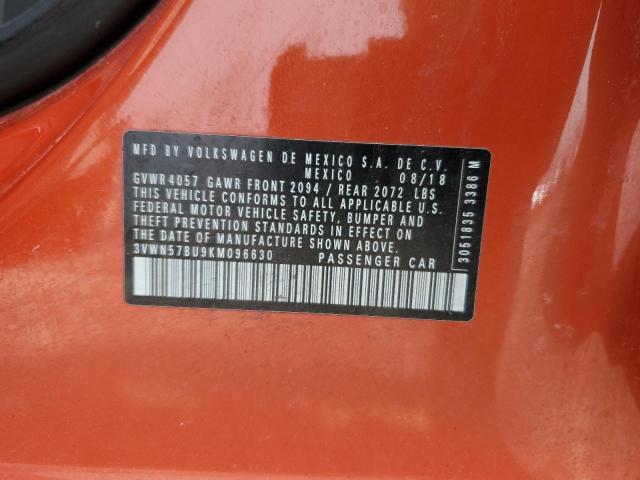 MFD BY VOLKSWAGEN DE MEXICO S.A. DE C.V.
MEXICO 08/18
GVWR 4057 GAWR FRONT 2094 / REAR 2072 LBS
THIS VEHICLE CONFORMS TO ALL APPLICABLE U.S.
FEDERAL MOTOR VEHICLE SAFETY, BUMPER AND
THEFT PREVENTION STANDARDS IN EFFECT ON
THE DATE OF MANUFACTURE SHOWN ABOVE.
3VWN57BU9KM096630 PASSENGER CAR
3051835 3386 M